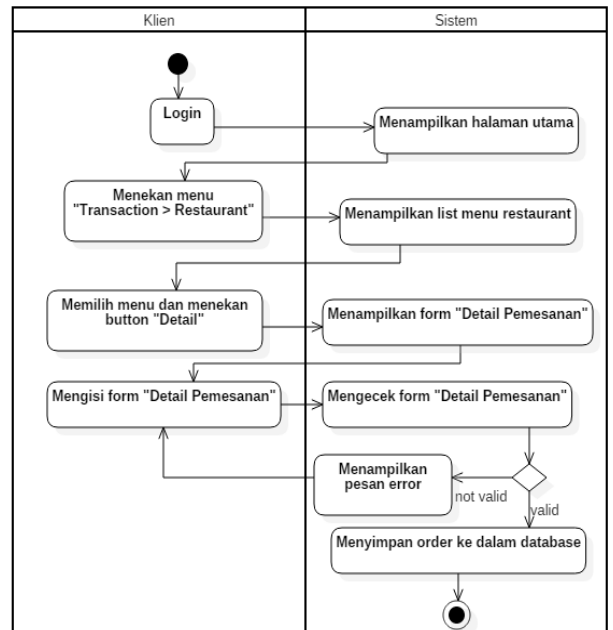 Klien
Sistem
Login
Menampilkan halaman utama
Menekan menu
"Transaction > Restaurant"
Menampilkan list menu restaurant
Memilih menu dan menekan
button "Detail"
Menampilkan form "Detail Pemesanan"
Mengisi form "Detail Pemesanan"
Mengecek form "Detail Pemesanan"
Menampilkan
pesan error
not valid
valid
Menyimpan order ke dalam database